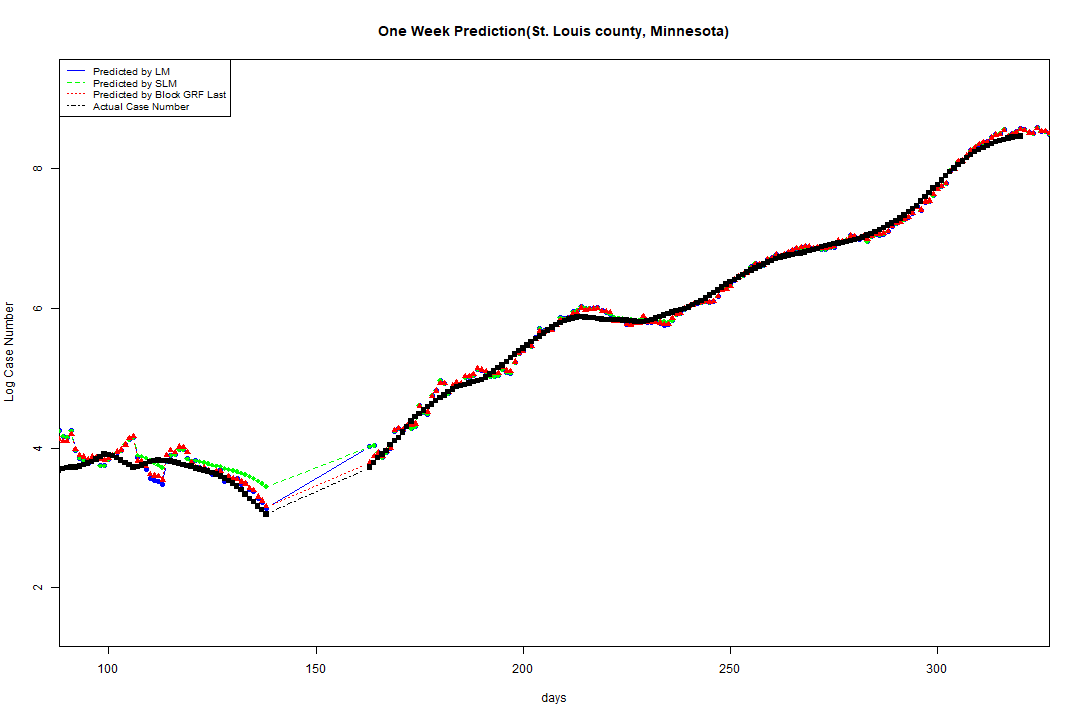 One Week Prediction(St. Louis county, Minnesota)
Predicted by LM
Predicted by SLM
Predicted by Block GRF Last
Actual Case Number
8
6
4
2
Log Case Number
100 150 200 250 300
days